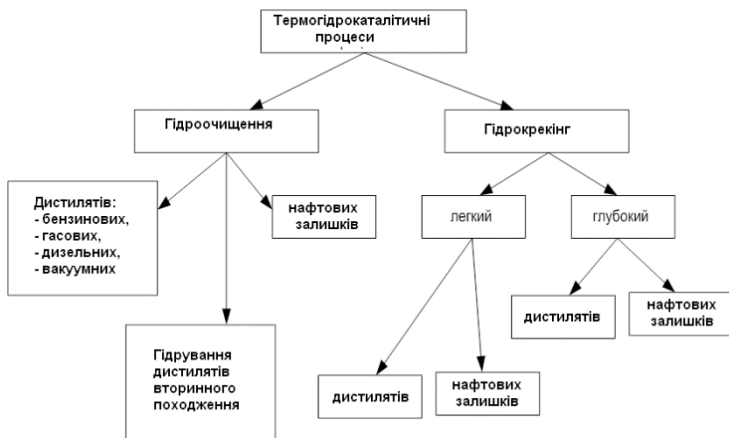 Термогідрокаталітичні
процеси
Гідроочищення
Гідрокрекінг
Дистилятів:
- бензинових,
- гасових,
- дизельних,
- вакуумних
нафтових
залишків
легкий
глубокий
Гідрування
дистилятів
вторинного
походження
дистилятів
нафтових
залишків
дистилятів
нафтових
залишків